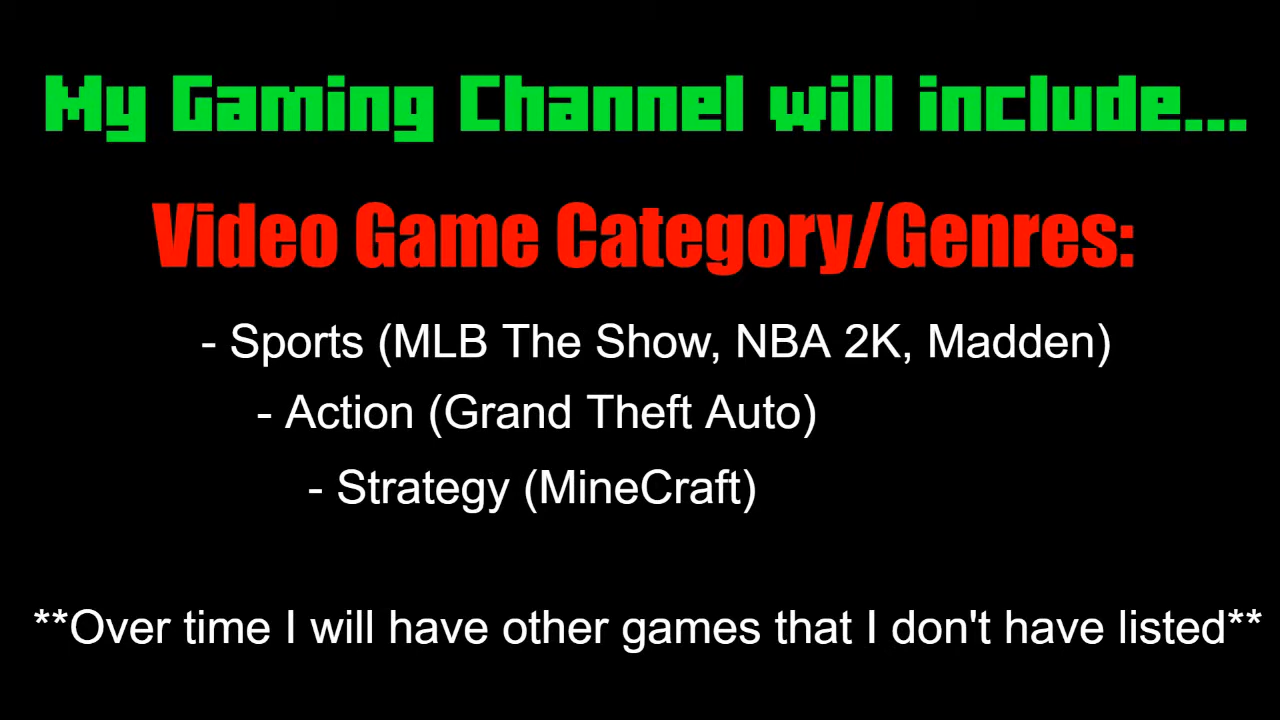 My Gaming Channel will include...
Video Game Category/Genres:
- Sports (MLB The Show, NBA 2K, Madden)
- Action (Grand Theft Auto)
- Strategy (MineCraft)
**Over time I will have other games that I don't have listed**